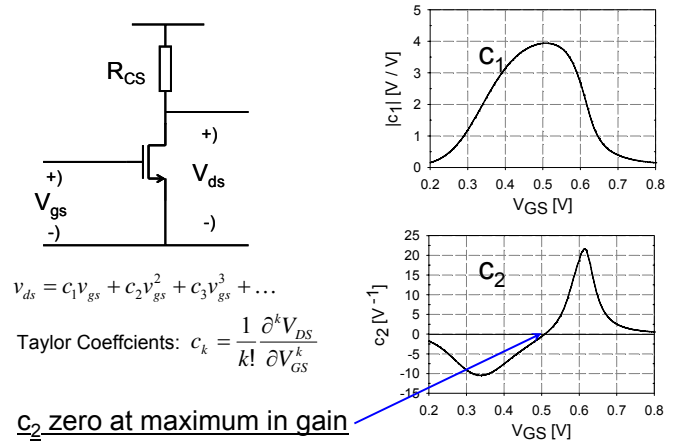 R_CS
+)
V_gs
-)
+)
V_ds
-)
v_ds = c_1v_gs + c_2v_gs^2 + c_3v_gs^3 + …
Taylor Coeffcients: c_k = 1/k! ∂^kV_DS/∂V_GS^k
c_2 zero at maximum in gain
5
4
3
2
1
0
|c_1| [V / V]
c_1
0.2 0.3 0.4 0.5 0.6 0.7 0.8
V_GS [V]
25
20
15
10
5
0
-5
-10
-15
c_2 [V^-1]
c_2
0.2 0.3 0.4 0.5 0.6 0.7 0.8
V_GS [V]